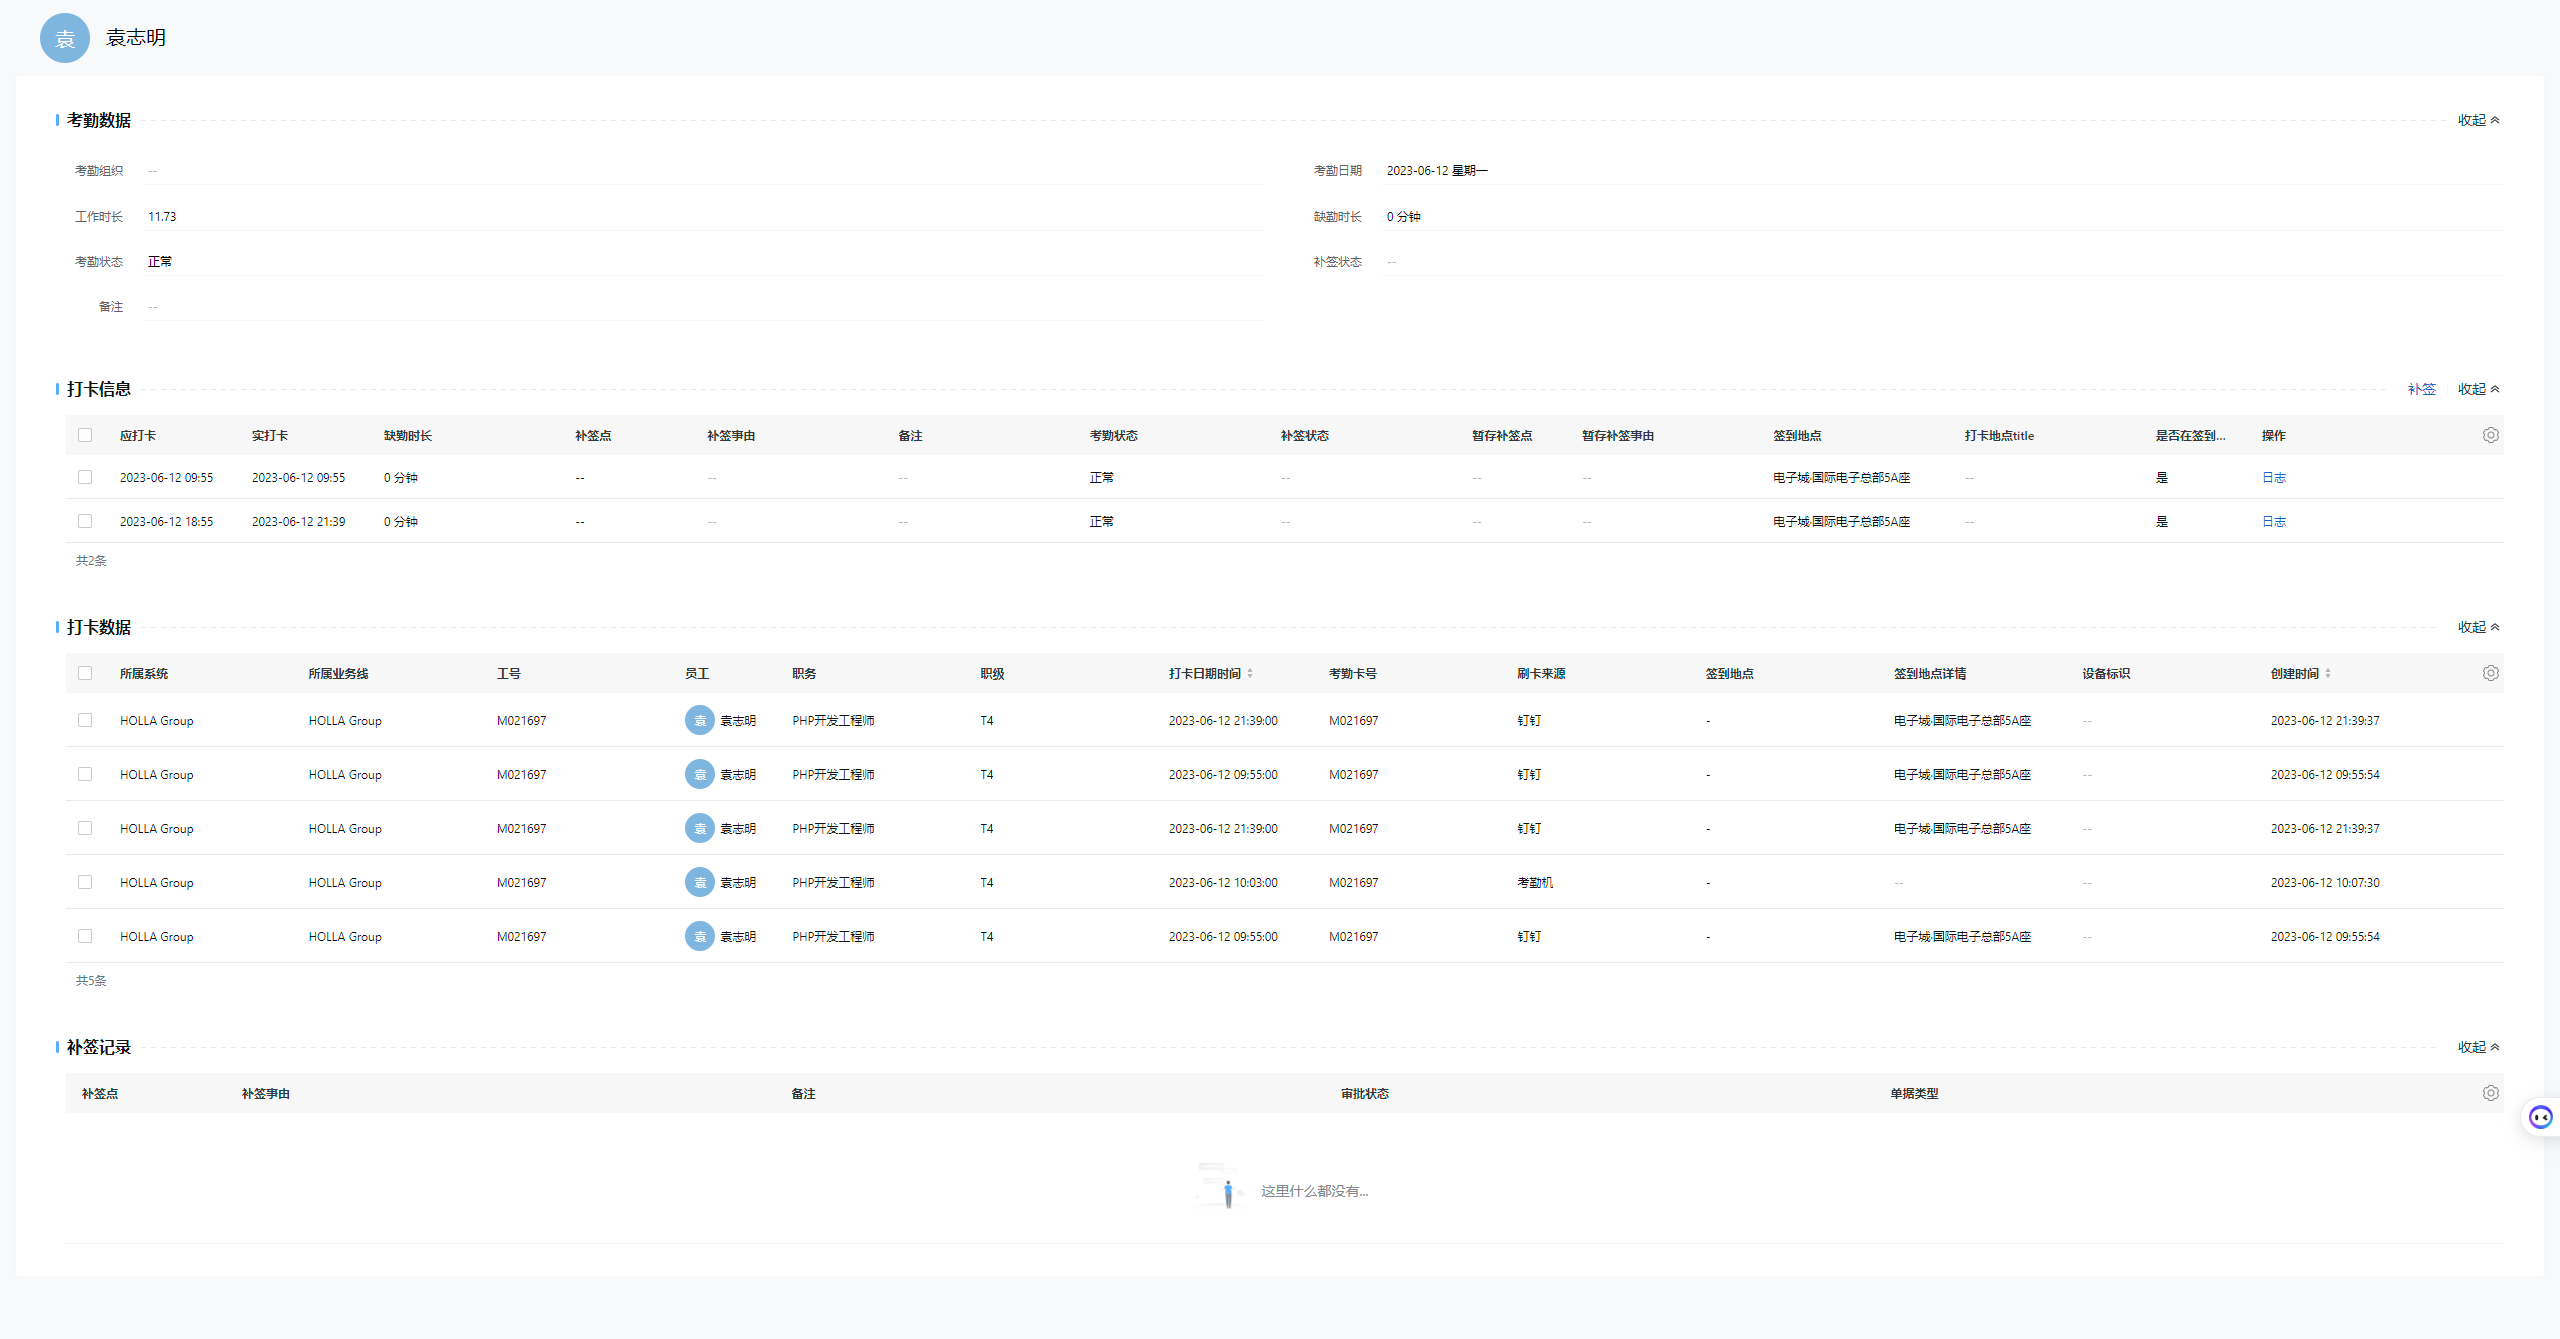 袁 袁志明
考勤数据 收起
考勤组织 -- 考勤日期 2023-06-12 星期一
工作时长 11.73 缺勤时长 0 分钟
考勤状态 正常 补签状态 --
备注 --
打卡信息 补签 收起
应打卡 实打卡 缺勤时长 补签点 补签事由 备注 考勤状态 补签状态 暂存补签点 暂存补签事由 签到地点 打卡地点title 是否在签到... 操作
2023-06-12 09:55 2023-06-12 09:55 0 分钟 -- -- -- 正常 -- -- -- 电子城·国际电子总部5A座 -- 是 日志
2023-06-12 18:55 2023-06-12 21:39 0 分钟 -- -- -- 正常 -- -- -- 电子城·国际电子总部5A座 -- 是 日志
共2条
打卡数据 收起
所属系统 所属业务线 工号 员工 职务 职级 打卡日期时间 考勤卡号 刷卡来源 签到地点 签到地点详情 设备标识 创建时间
HOLLA Group HOLLA Group M021697 袁 袁志明 PHP开发工程师 T4 2023-06-12 21:39:00 M021697 钉钉 - 电子城·国际电子总部5A座 -- 2023-06-12 21:39:37
HOLLA Group HOLLA Group M021697 袁 袁志明 PHP开发工程师 T4 2023-06-12 09:55:00 M021697 钉钉 - 电子城·国际电子总部5A座 -- 2023-06-12 09:55:54
HOLLA Group HOLLA Group M021697 袁 袁志明 PHP开发工程师 T4 2023-06-12 21:39:00 M021697 钉钉 - 电子城·国际电子总部5A座 -- 2023-06-12 21:39:37
HOLLA Group HOLLA Group M021697 袁 袁志明 PHP开发工程师 T4 2023-06-12 10:03:00 M021697 考勤机 - -- -- 2023-06-12 10:07:30
HOLLA Group HOLLA Group M021697 袁 袁志明 PHP开发工程师 T4 2023-06-12 09:55:00 M021697 钉钉 - 电子城·国际电子总部5A座 -- 2023-06-12 09:55:54
共5条
补签记录 收起
补签点 补签事由 备注 审批状态 单据类型
这里什么都没有...